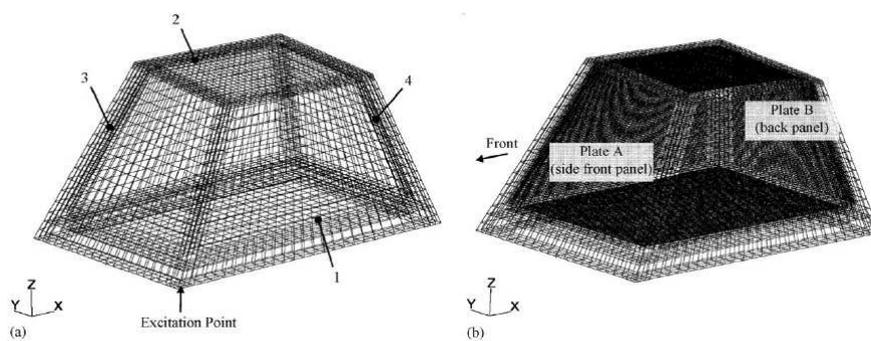 1
2
3
4
Z
Y
X
Excitation Point
(a)
Front
Plate A
(side front panel)
Plate B
(back panel)
Z
Y
X
(b)